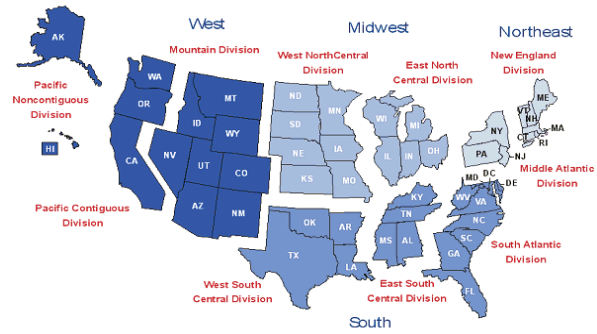 West
Midwest
Northeast
AK
Mountain Division
West NorthCentral
Division
East North
Central Division
New England
Division
Pacific
Noncontiguous
Division
HI
WA
OR
CA
MT
ID
WY
NV
UT
CO
AZ
NM
ND
SD
NE
KS
MN
IA
MO
WI
MI
IL
IN
OH
ME
VT
NH
NY
MA
CT
RI
PA
NJ
Middle Atlantic
Division
Pacific Contiguous
Division
OK
TX
AR
LA
KY
TN
MS
AL
MD
DC
DE
WV
VA
NC
SC
GA
FL
South Atlantic
Division
West South
Central Division
East South
Central Division
South